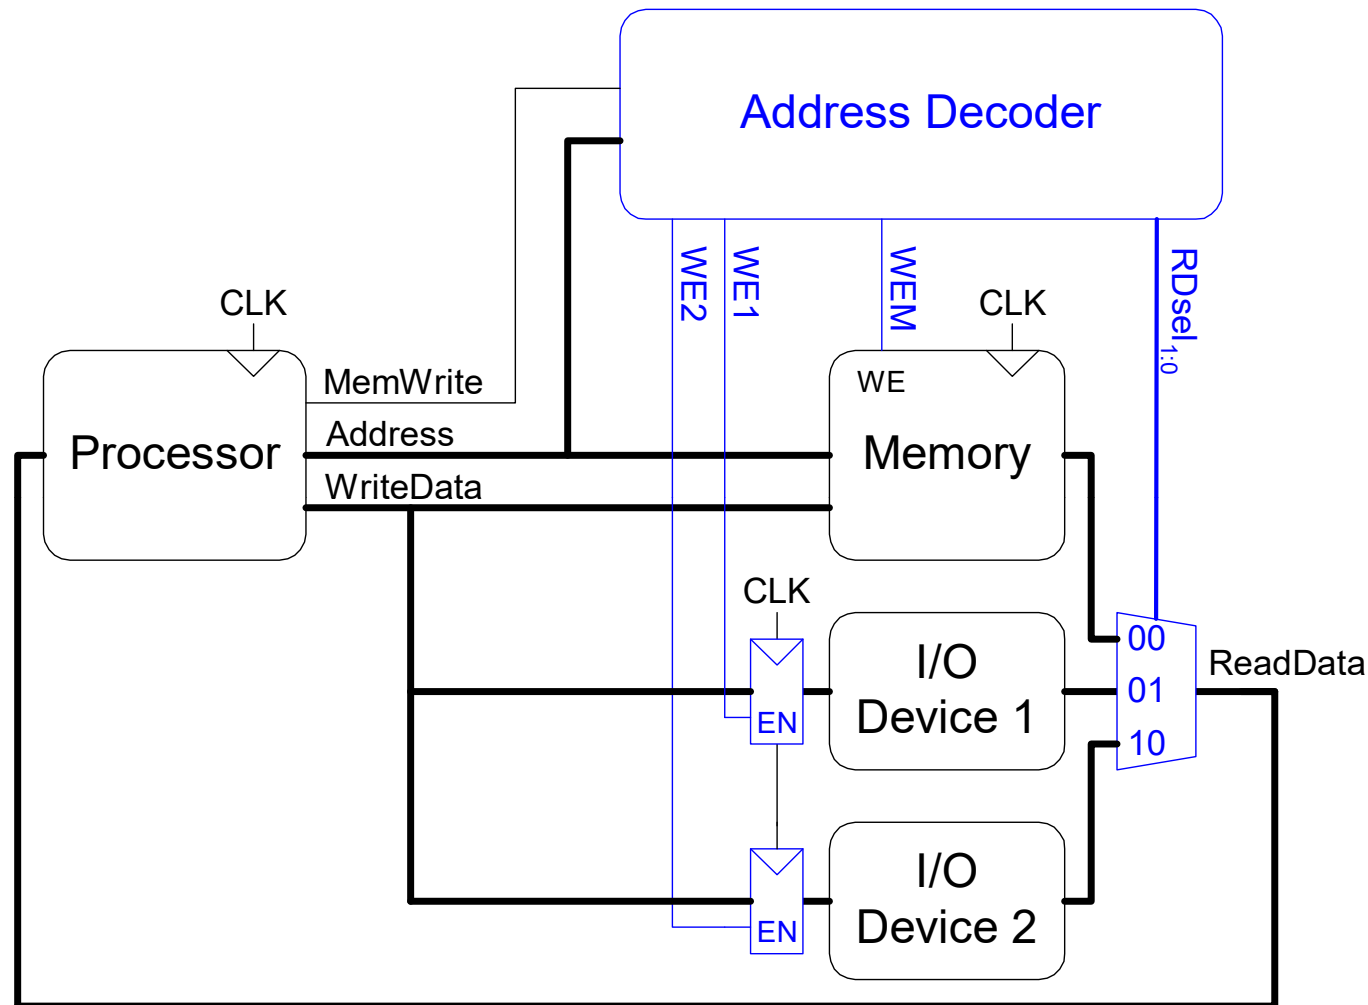 Address Decoder
WE2
WE1
WEM
RDsel1:0
CLK
CLK
MemWrite
WE
Address
Processor
Memory
WriteData
CLK
I/O
Device 1
EN
00
01
10
ReadData
I/O
Device 2
EN